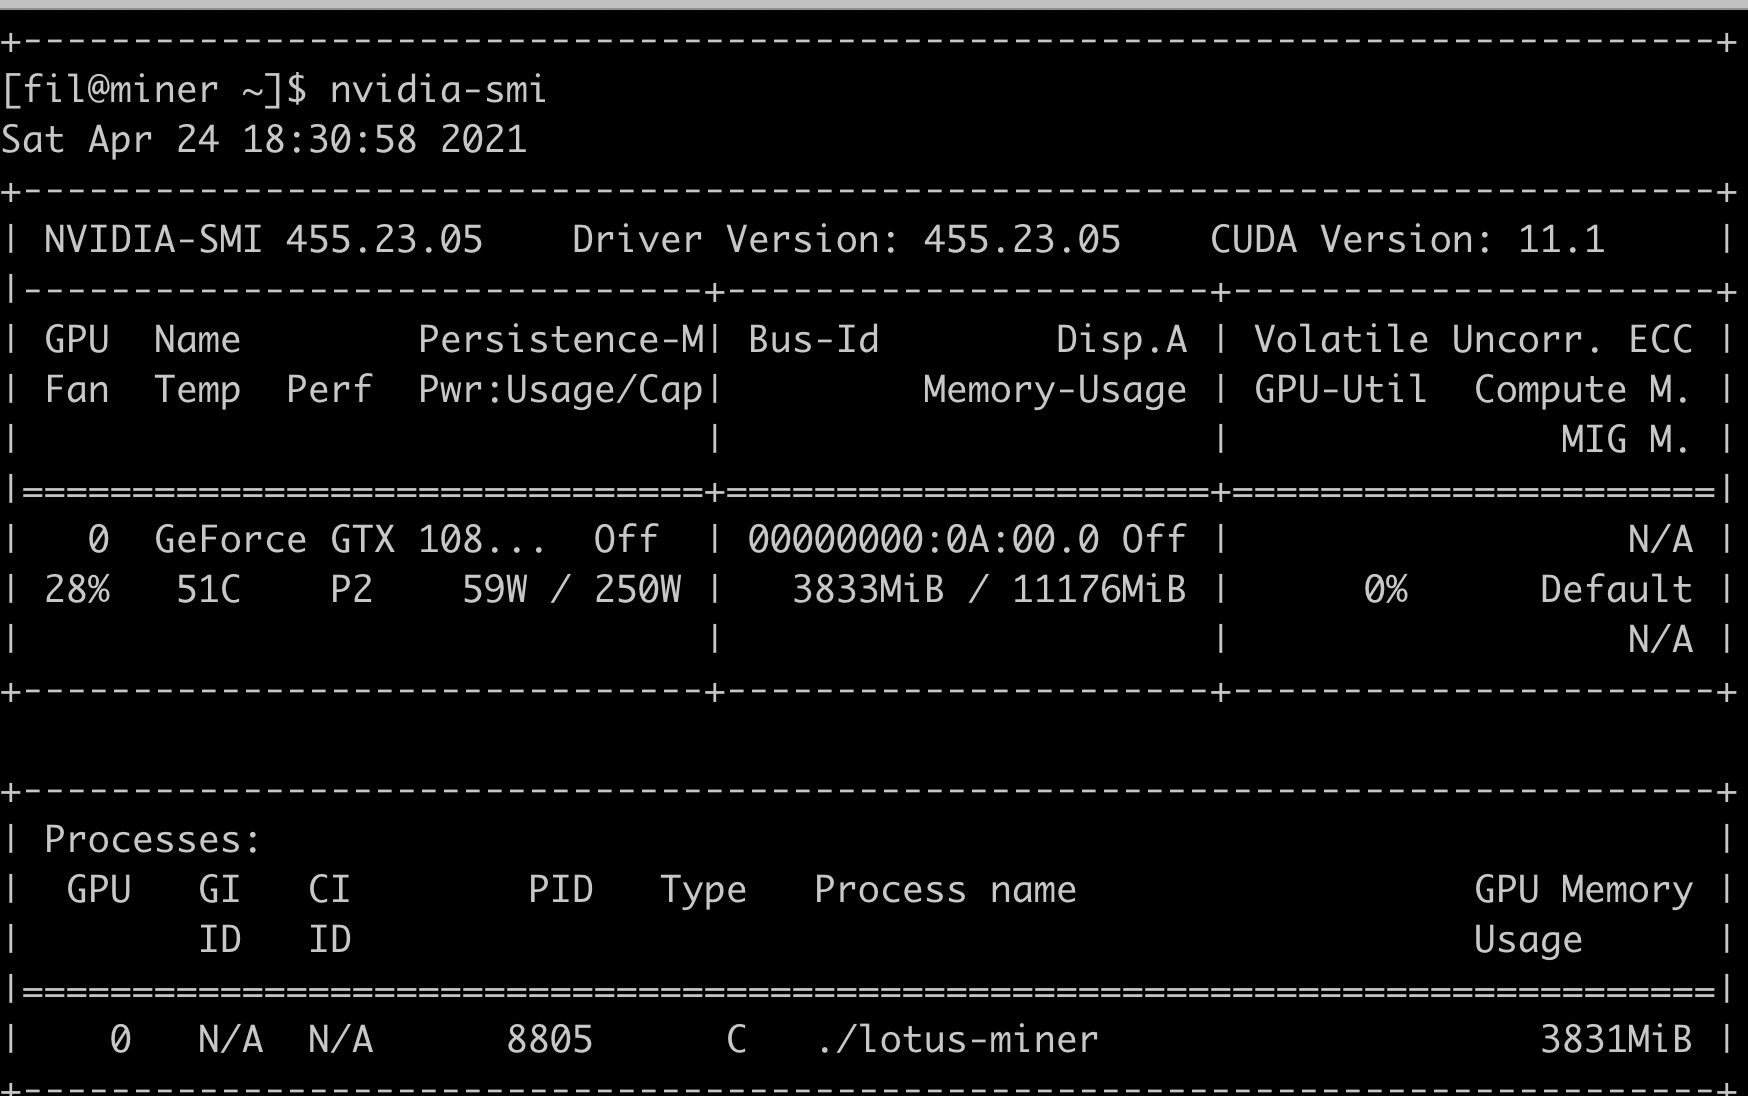 +-----------------------------------------------------------------------------+
[fil@miner ~]$ nvidia-smi
Sat Apr 24 18:30:58 2021
+-----------------------------------------------------------------------------+
| NVIDIA-SMI 455.23.05    Driver Version: 455.23.05    CUDA Version: 11.1     |
|-------------------------------+----------------------+----------------------+
| GPU  Name        Persistence-M| Bus-Id        Disp.A | Volatile Uncorr. ECC |
| Fan  Temp  Perf  Pwr:Usage/Cap|         Memory-Usage | GPU-Util  Compute M. |
|                               |                      |               MIG M. |
|===============================+======================+======================|
|   0  GeForce GTX 108...  Off  | 00000000:0A:00.0 Off |                  N/A |
| 28%   51C    P2    59W / 250W |   3833MiB / 11176MiB |      0%      Default |
|                               |                      |                  N/A |
+-------------------------------+----------------------+----------------------+
+-----------------------------------------------------------------------------+
| Processes:                                                                  |
|  GPU   GI   CI        PID   Type   Process name                  GPU Memory |
|        ID   ID                                                   Usage      |
|=============================================================================|
|    0   N/A  N/A      8805      C   ./lotus-miner                    3831MiB |
+-----------------------------------------------------------------------------+